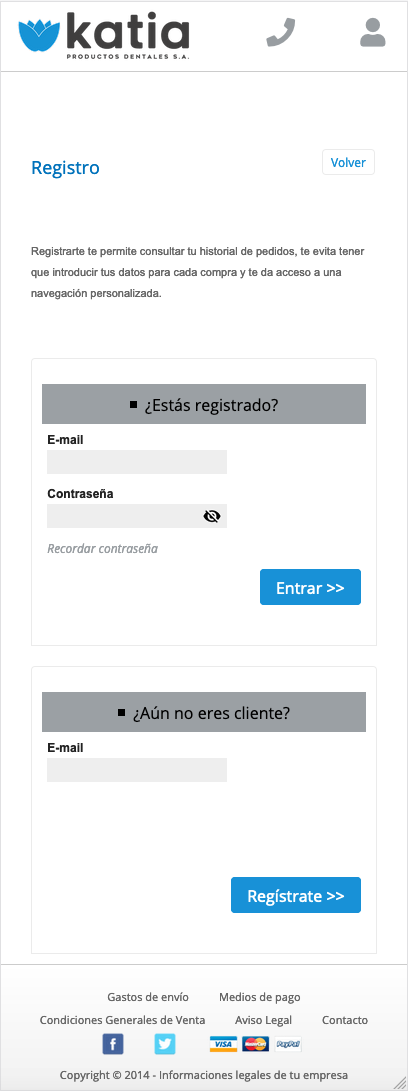 katia
PRODUCTOS DENTALES S.A.
Registro
Volver
Registrarte te permite consultar tu historial de pedidos, te evita tener
que introducir tus datos para cada compra y te da acceso a una
navegación personalizada.
¿Estás registrado?
E-mail
Contraseña
Recordar contraseña
Entrar >>
¿Aún no eres cliente?
E-mail
Regístrate >>
Gastos de envío Medios de pago
Condiciones Generales de Venta Aviso Legal Contacto
f VISA MasterCard PayPal
Copyright © 2014 - Informaciones legales de tu empresa